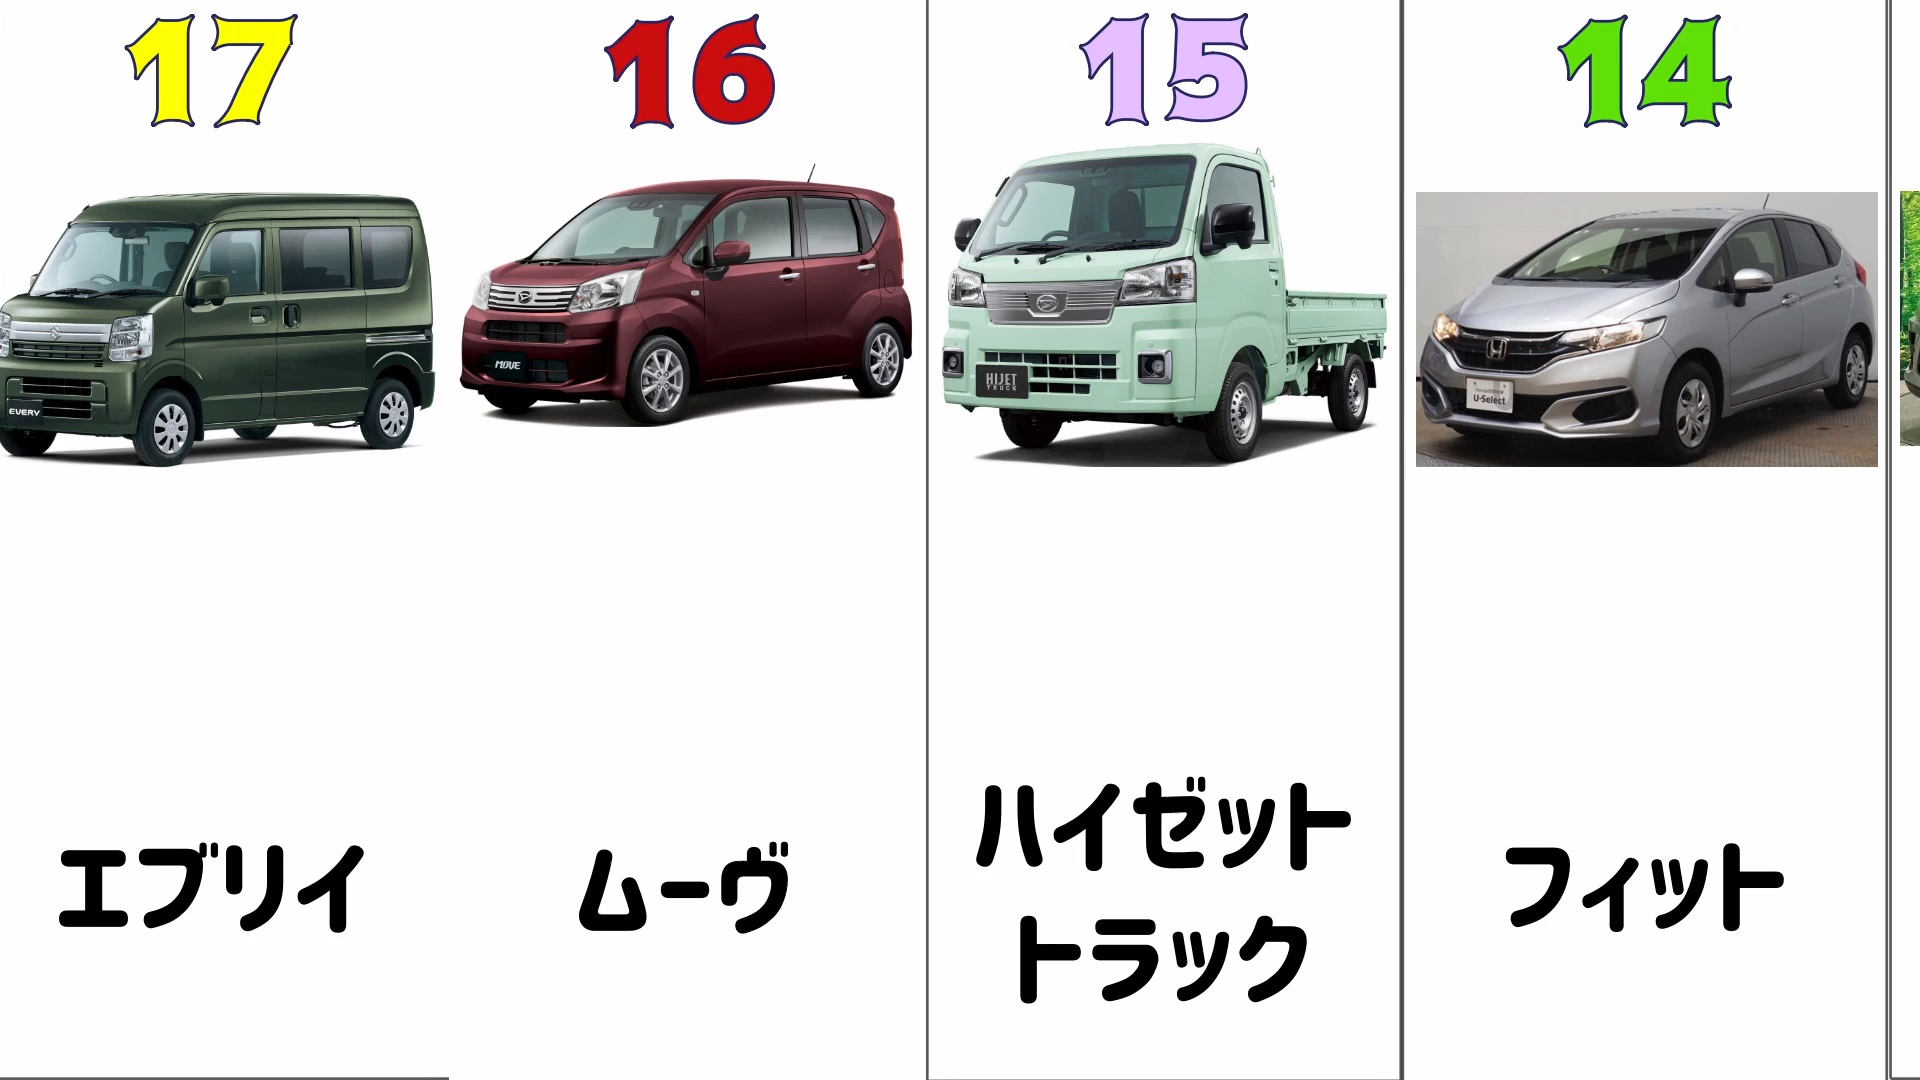 17
16
15
14
EVERY
MOVE
HIJET
TRUCK
U-Select
エブリイ
ムーヴ
ハイゼット
トラック
フィット